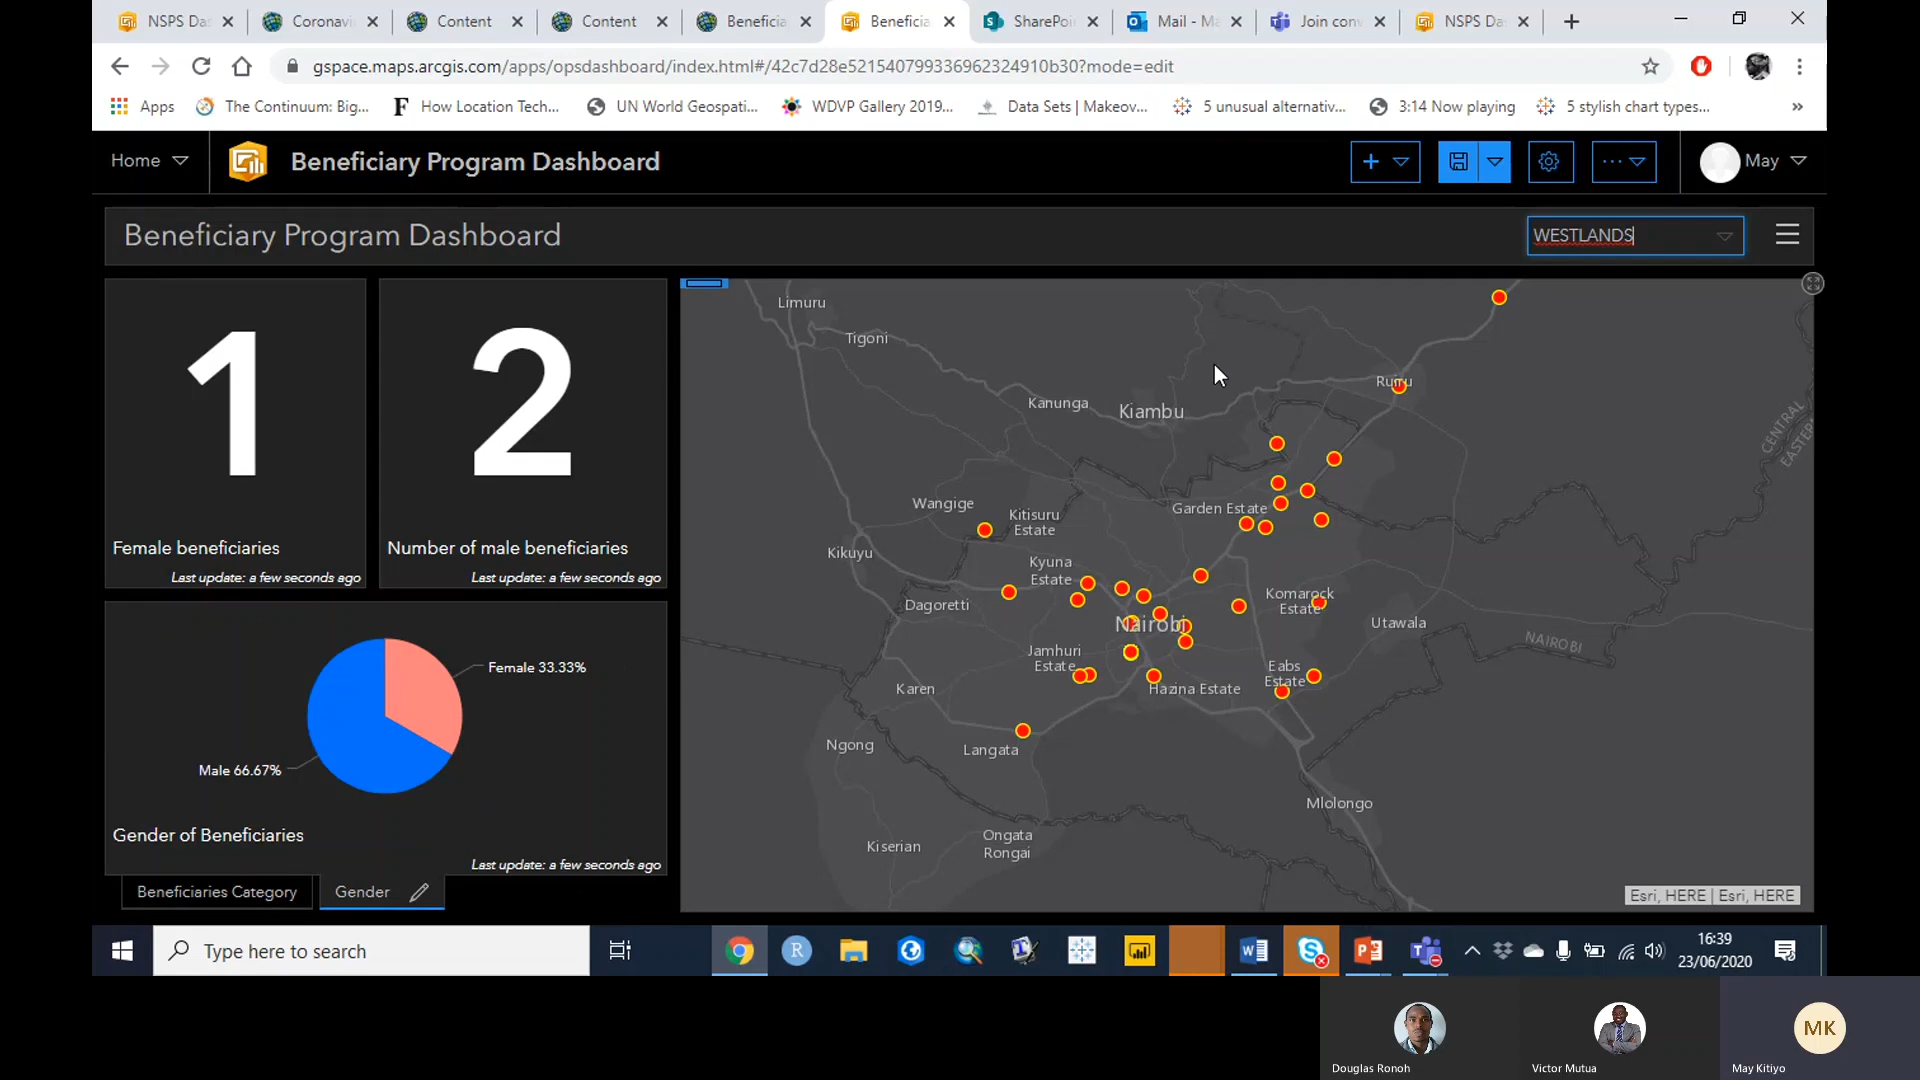 NSPS Da
Coronavi
Content
Content
Beneficia
Beneficia
SharePoi
Mail - Ma
Join conv
NSPS Da
gspace.maps.arcgis.com/apps/opsdashboard/index.html#/42c7d28e521540799336962324910b30?mode=edit
Apps
The Continuum: Big...
How Location Tech...
UN World Geospati...
WDVP Gallery 2019...
Data Sets | Makeov...
5 unusual alternativ...
3:14 Now playing
5 stylish chart types...
Home
Beneficiary Program Dashboard
May
Beneficiary Program Dashboard
WESTLANDS
1
Female beneficiaries
Last update: a few seconds ago
2
Number of male beneficiaries
Last update: a few seconds ago
Female 33.33%
Male 66.67%
Gender of Beneficiaries
Last update: a few seconds ago
Beneficiaries Category
Gender
Limuru
Tigoni
Ruiru
Kanunga
Kiambu
CENTRAL
EASTERN
Wangige
Kitisuru
Estate
Garden Estate
Kikuyu
Kyuna
Estate
Dagoretti
Komarock
Estate
Nairobi
Utawala
NAIROBI
Jamhuri
Estate
Eabs
Estate
Karen
Hazina Estate
Ngong
Langata
Mlolongo
Ongata
Rongai
Kiserian
Esri, HERE | Esri, HERE
Type here to search
16:39
23/06/2020
MK
Douglas Ronoh
Victor Mutua
May Kitiyo